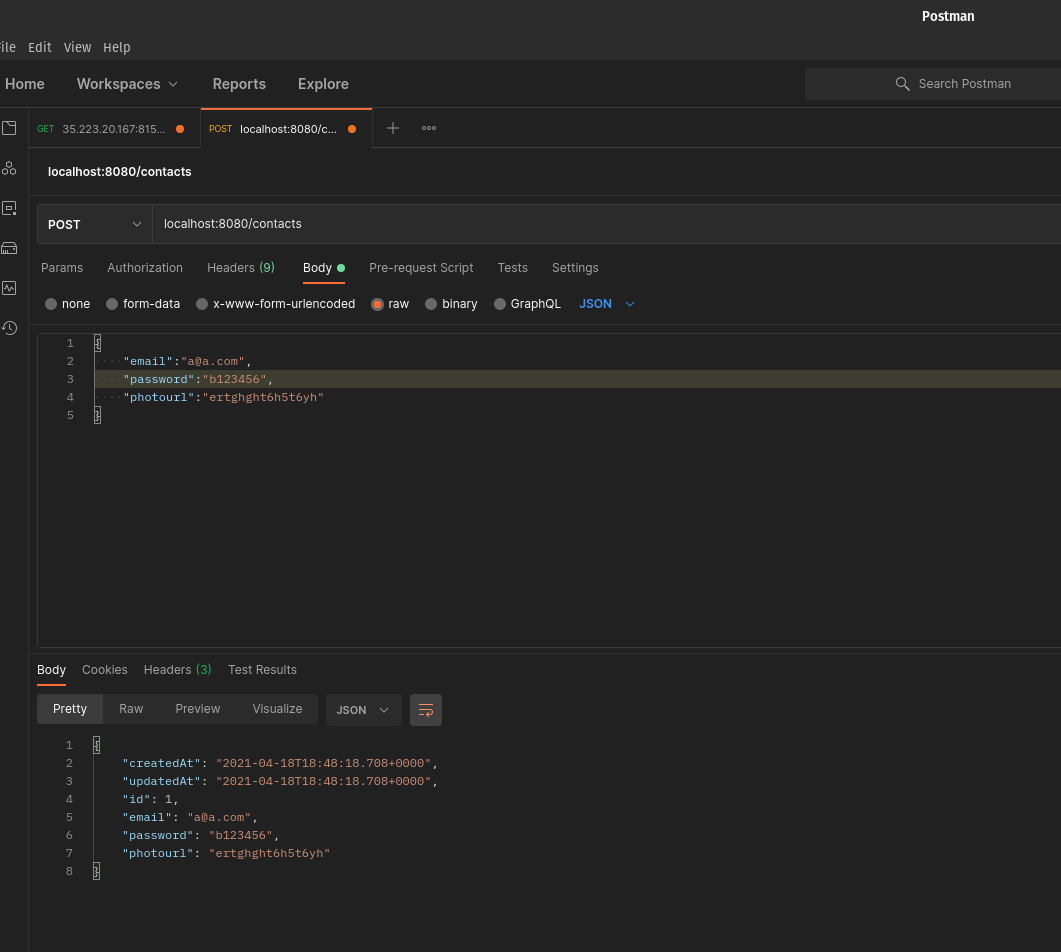 Postman
File Edit View Help
Home Workspaces Reports Explore Search Postman
GET 35.223.20.167:815... POST localhost:8080/c...
localhost:8080/contacts
POST localhost:8080/contacts
Params Authorization Headers (9) Body Pre-request Script Tests Settings
none form-data x-www-form-urlencoded raw binary GraphQL JSON
1 {
2 "email":"a@a.com",
3 "password":"b123456",
4 "photourl":"ertghght6h5t6yh"
5 }
Body Cookies Headers (3) Test Results
Pretty Raw Preview Visualize JSON
1 {
2 "createdAt": "2021-04-18T18:48:18.708+0000",
3 "updatedAt": "2021-04-18T18:48:18.708+0000",
4 "id": 1,
5 "email": "a@a.com",
6 "password": "b123456",
7 "photourl": "ertghght6h5t6yh"
8 }